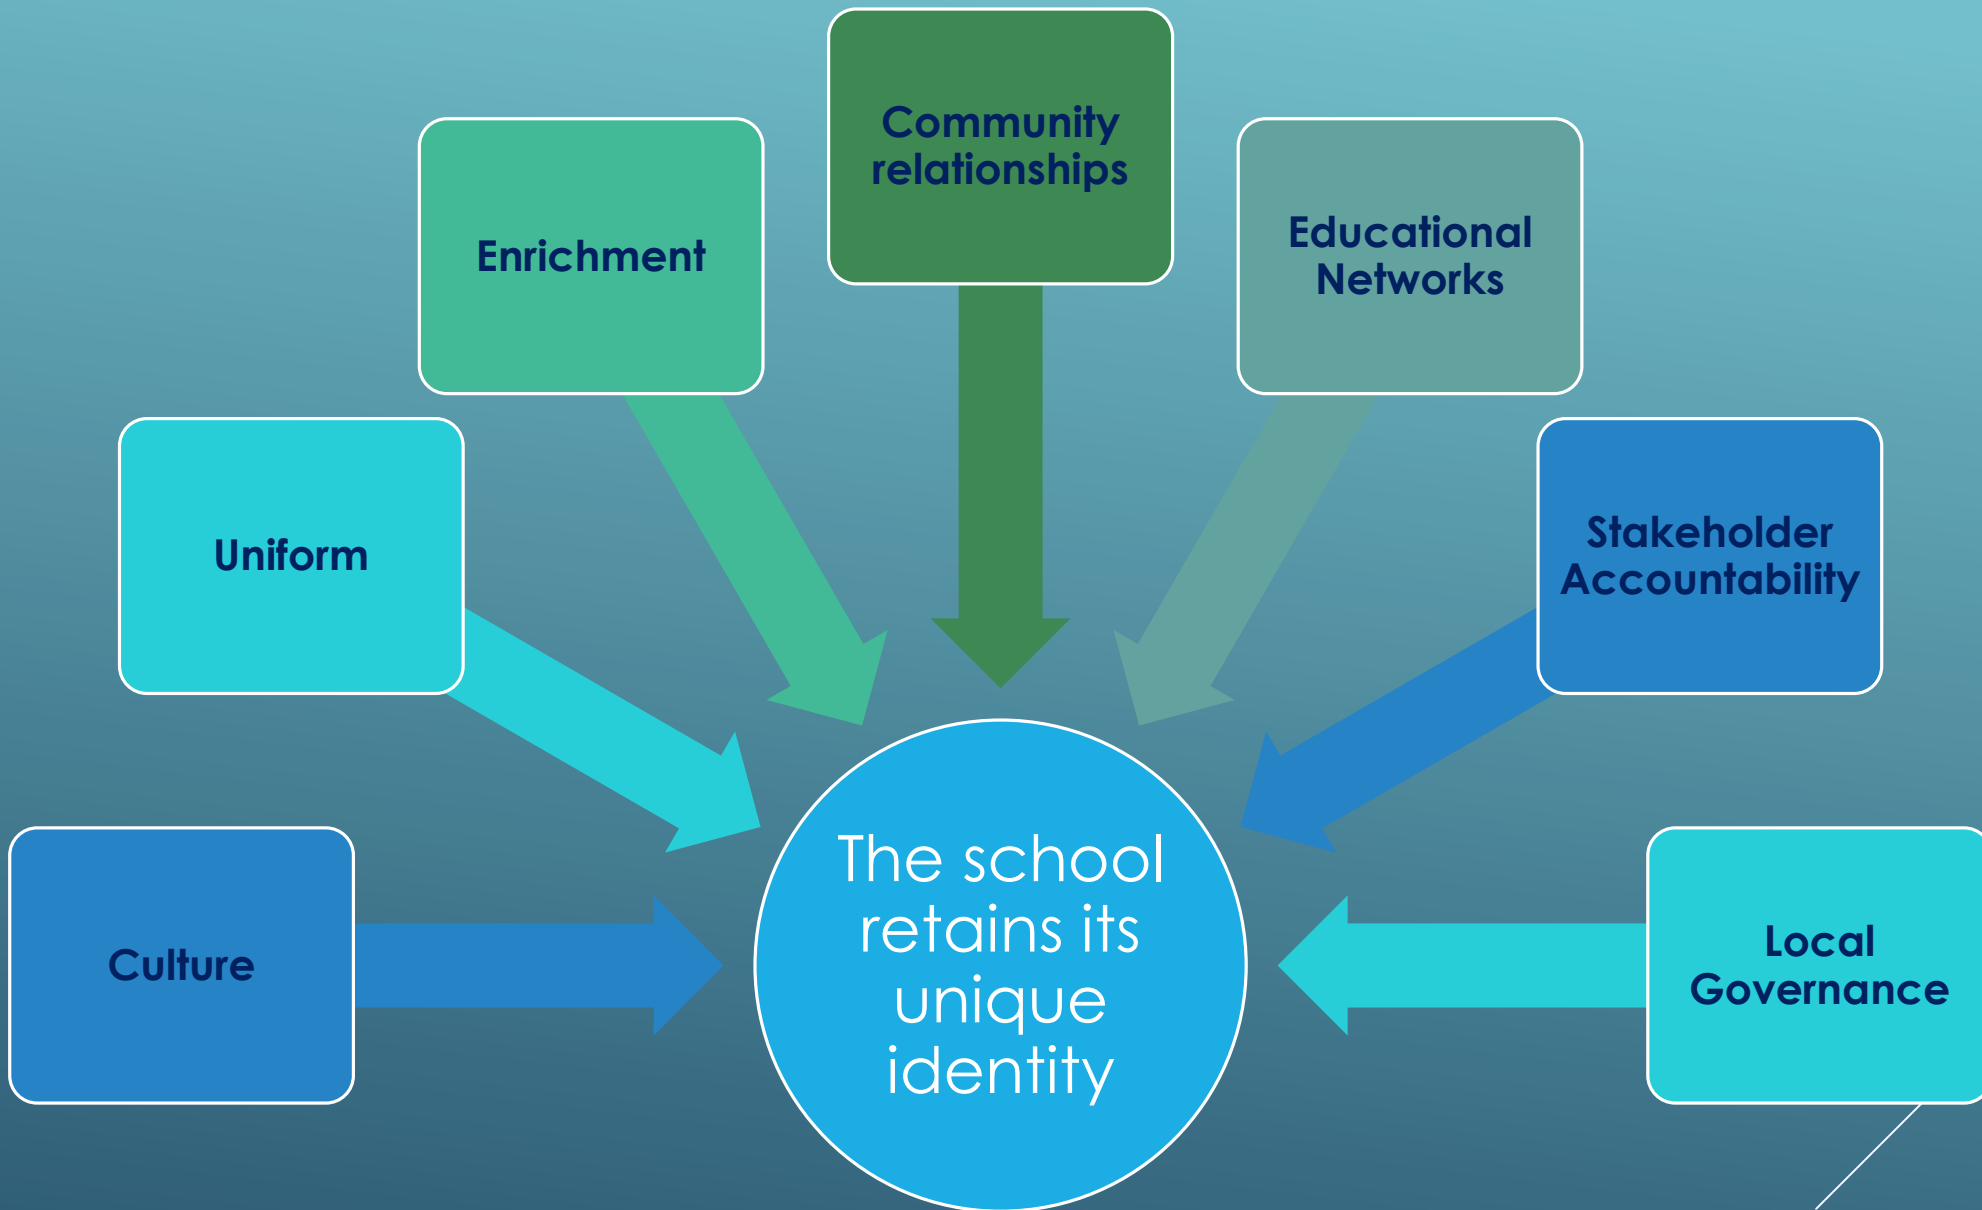 Community
relationships
Enrichment
Educational
Networks
Uniform
Stakeholder
Accountability
Culture
The school
retains its
unique
identity
Local
Governance